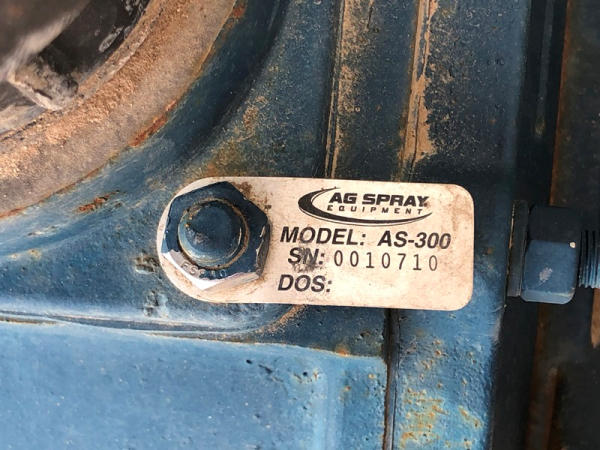 AG SPRAY
EQUIPMENT
MODEL: AS-300
SN: 0010710
DOS: